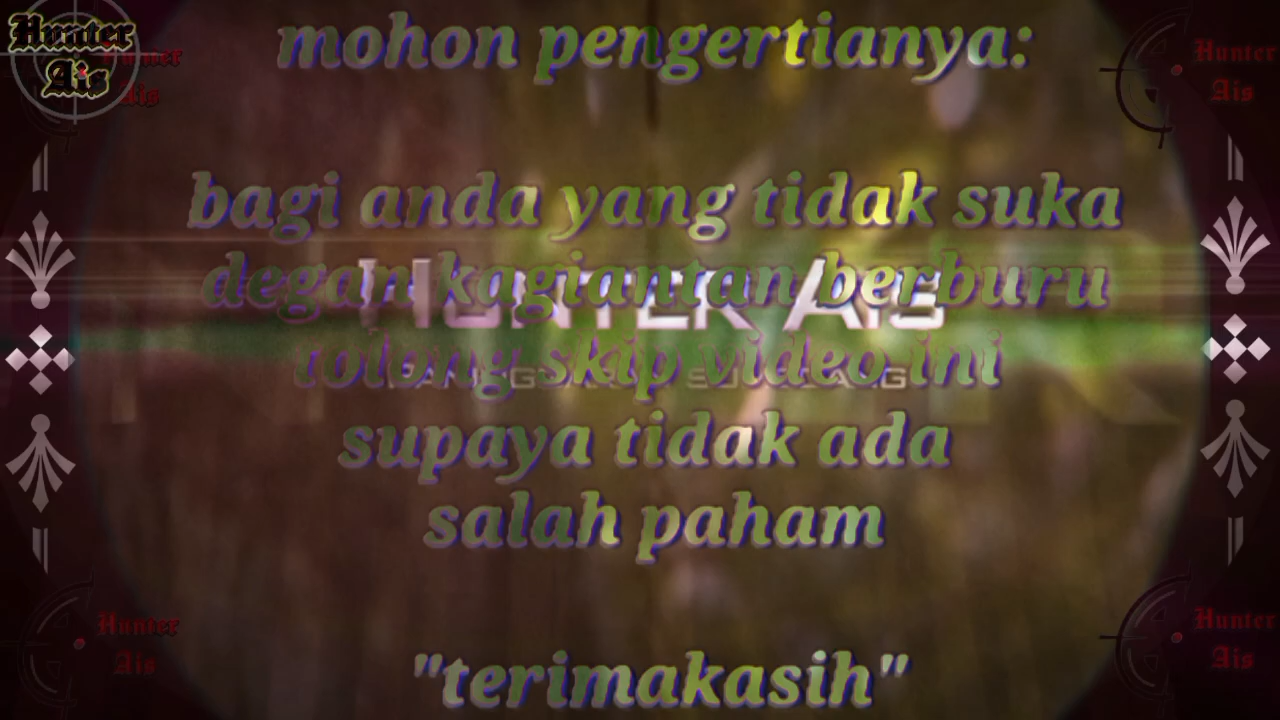 Hunter
Ais
Hunter
Ais
Hunter
Ais
mohon pengertianya:
bagi anda yang tidak suka
degan kagiantan berburu
HUNTER AIS
tolong skip video ini
supaya tidak ada
salah paham
"terimakasih"
Hunter
Ais
Hunter
Ais